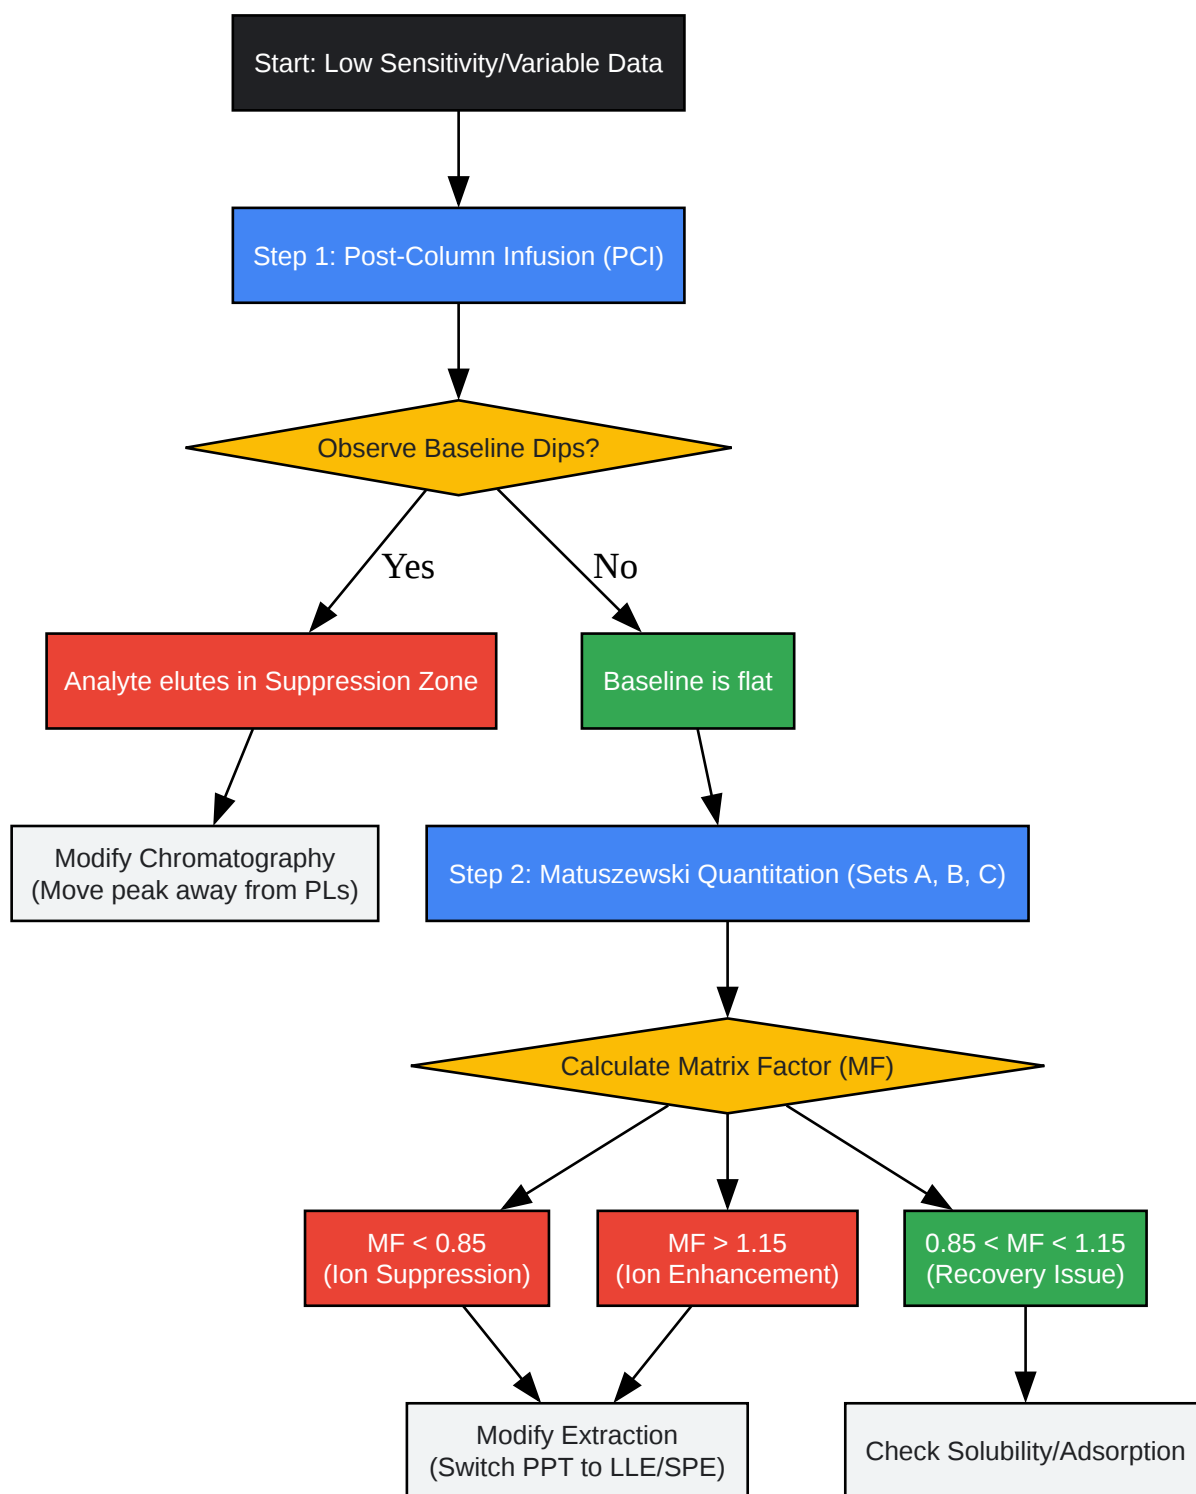 Start: Low Sensitivity/Variable Data
Step 1: Post-Column Infusion (PCI)
Observe Baseline Dips?
Yes
No
Analyte elutes in Suppression Zone
Baseline is flat
Modify Chromatography
(Move peak away from PLs)
Step 2: Matuszewski Quantitation (Sets A, B, C)
Calculate Matrix Factor (MF)
MF < 0.85
(Ion Suppression)
MF > 1.15
(Ion Enhancement)
0.85 < MF < 1.15
(Recovery Issue)
Modify Extraction
(Switch PPT to LLE/SPE)
Check Solubility/Adsorption